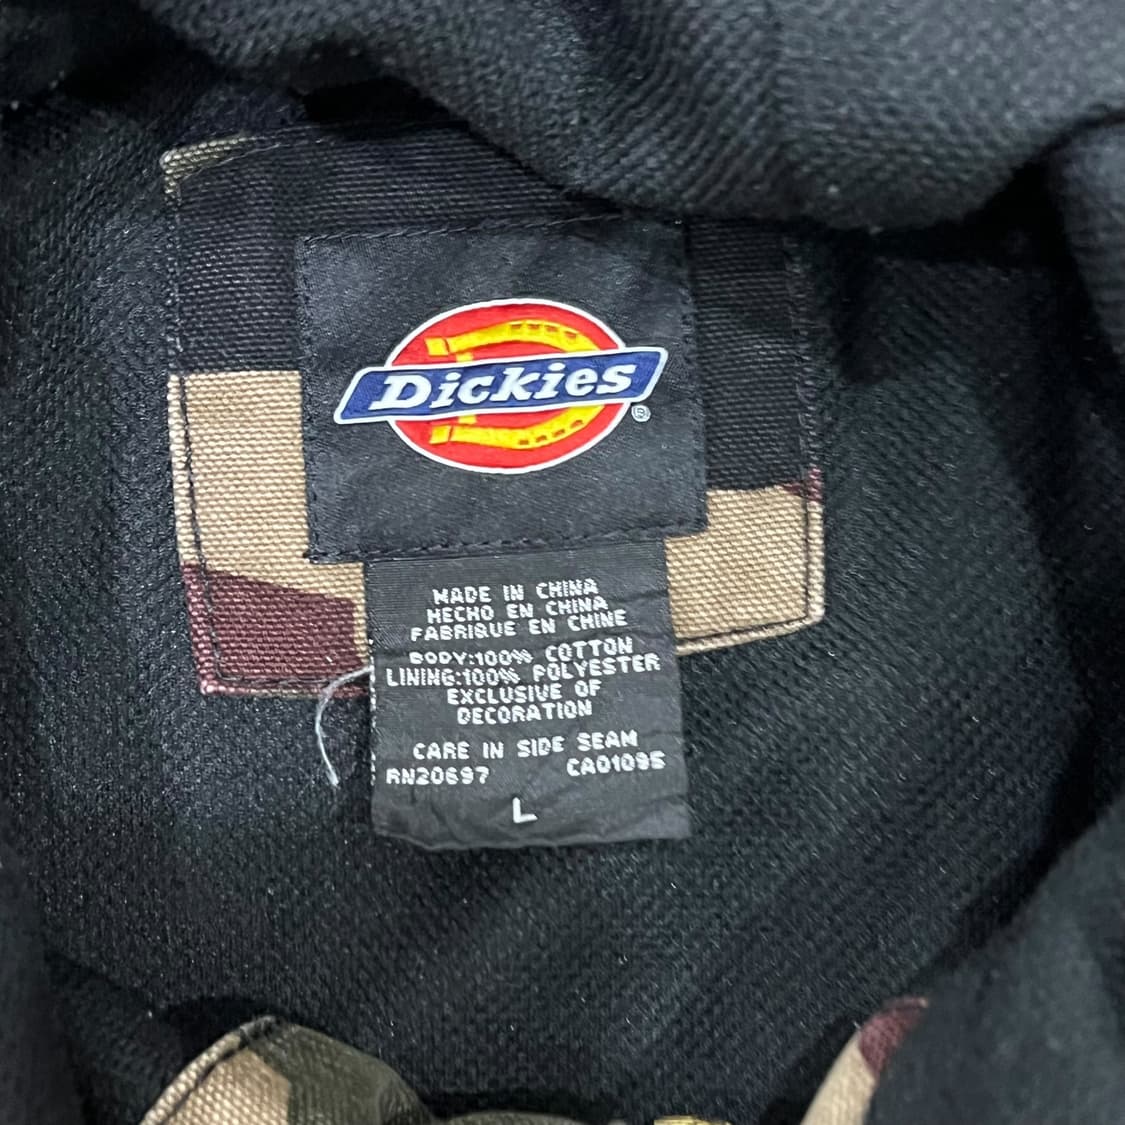 Dickies
®
MADE IN CHINA
HECHO EN CHINA
FABRIQUE EN CHINE
BODY:100% COTTON
LINING:100% POLYESTER
EXCLUSIVE OF
DECORATION
CARE IN SIDE SEAM
RN20697 CA01095
L